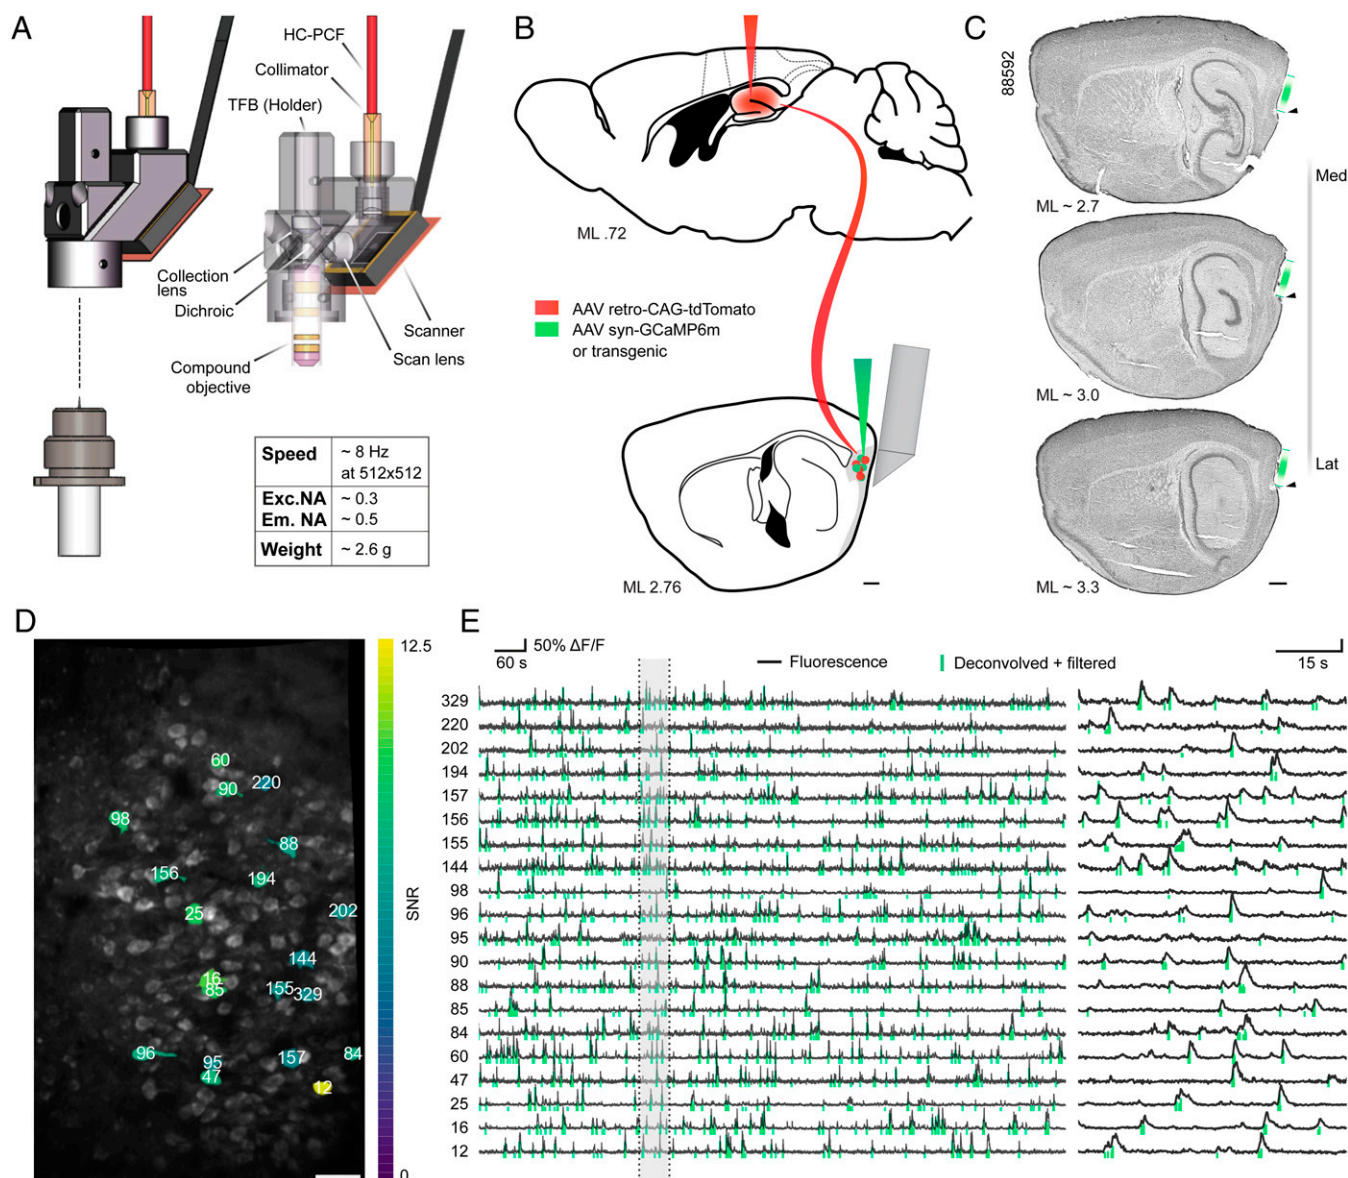 A
HC-PCF
Collimator
TFB (Holder)
Collection
lens
Dichroic
Scanner
Scan lens
Compound
objective
Speed ~ 8 Hz
at 512x512
Exc.NA ~ 0.3
Em. NA ~ 0.5
Weight ~ 2.6 g
B
ML .72
AAV retro-CAG-tdTomato
AAV syn-GCaMP6m
or transgenic
ML 2.76
C
88592
ML ~ 2.7
Med
ML ~ 3.0
Lat
ML ~ 3.3
D
12.5
SNR
0
60
90
220
98
88
156
194
25
202
144
16
85
155
329
96
95
157
84
47
12
E
50% ΔF/F
60 s
Fluorescence
Deconvolved + filtered
15 s
329
220
202
194
157
156
155
144
98
96
95
90
88
85
84
60
47
25
16
12